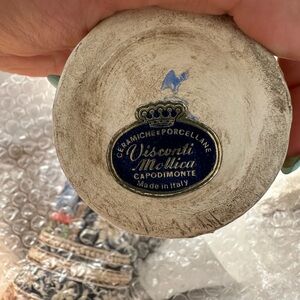 CERAMICHE E PORCELLANE
Visconti
Mollica
CAPODIMONTE
Made in Italy